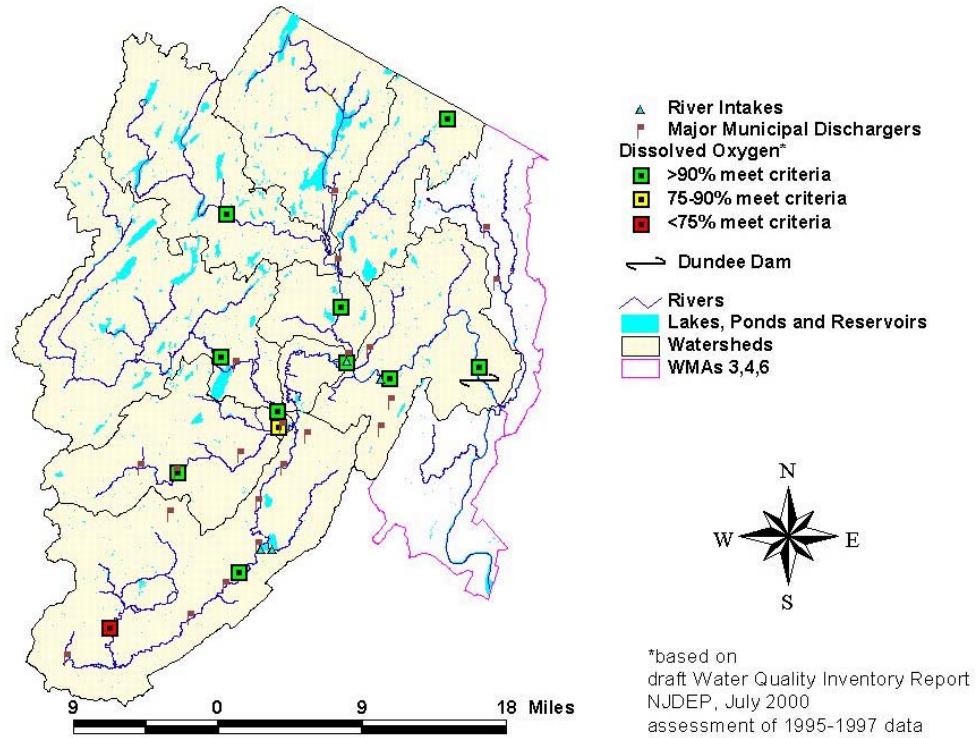 River Intakes
Major Municipal Dischargers
Dissolved Oxygen*
>90% meet criteria
75-90% meet criteria
<75% meet criteria
Dundee Dam
Rivers
Lakes, Ponds and Reservoirs
Watersheds
WMAs 3,4,6
N
W E
S
*based on
draft Water Quality Inventory Report
NJDEP, July 2000
assessment of 1995-1997 data
9 0 9 18 Miles